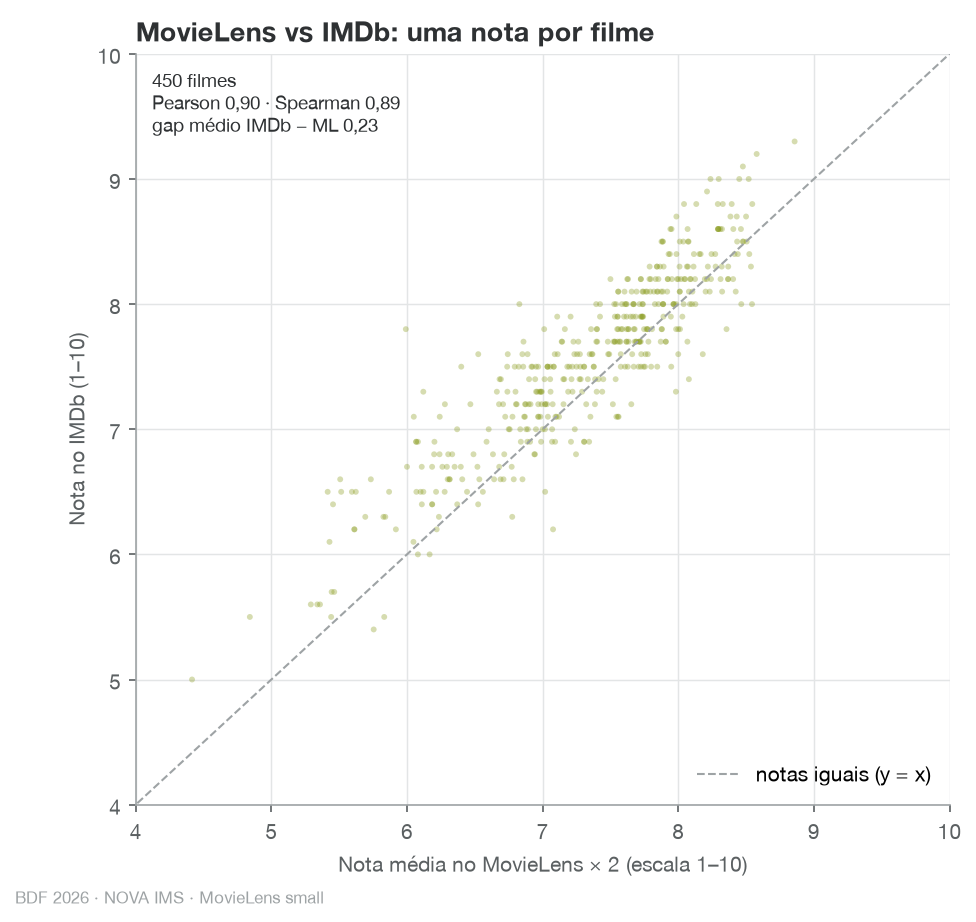 MovieLens vs IMDb: uma nota por filme
450 filmes
Pearson 0,90 · Spearman 0,89
gap médio IMDb − ML 0,23
10
9
8
7
6
5
4
Nota no IMDb (1–10)
notas iguais (y = x)
4 5 6 7 8 9 10
Nota média no MovieLens × 2 (escala 1–10)
BDF 2026 · NOVA IMS · MovieLens small